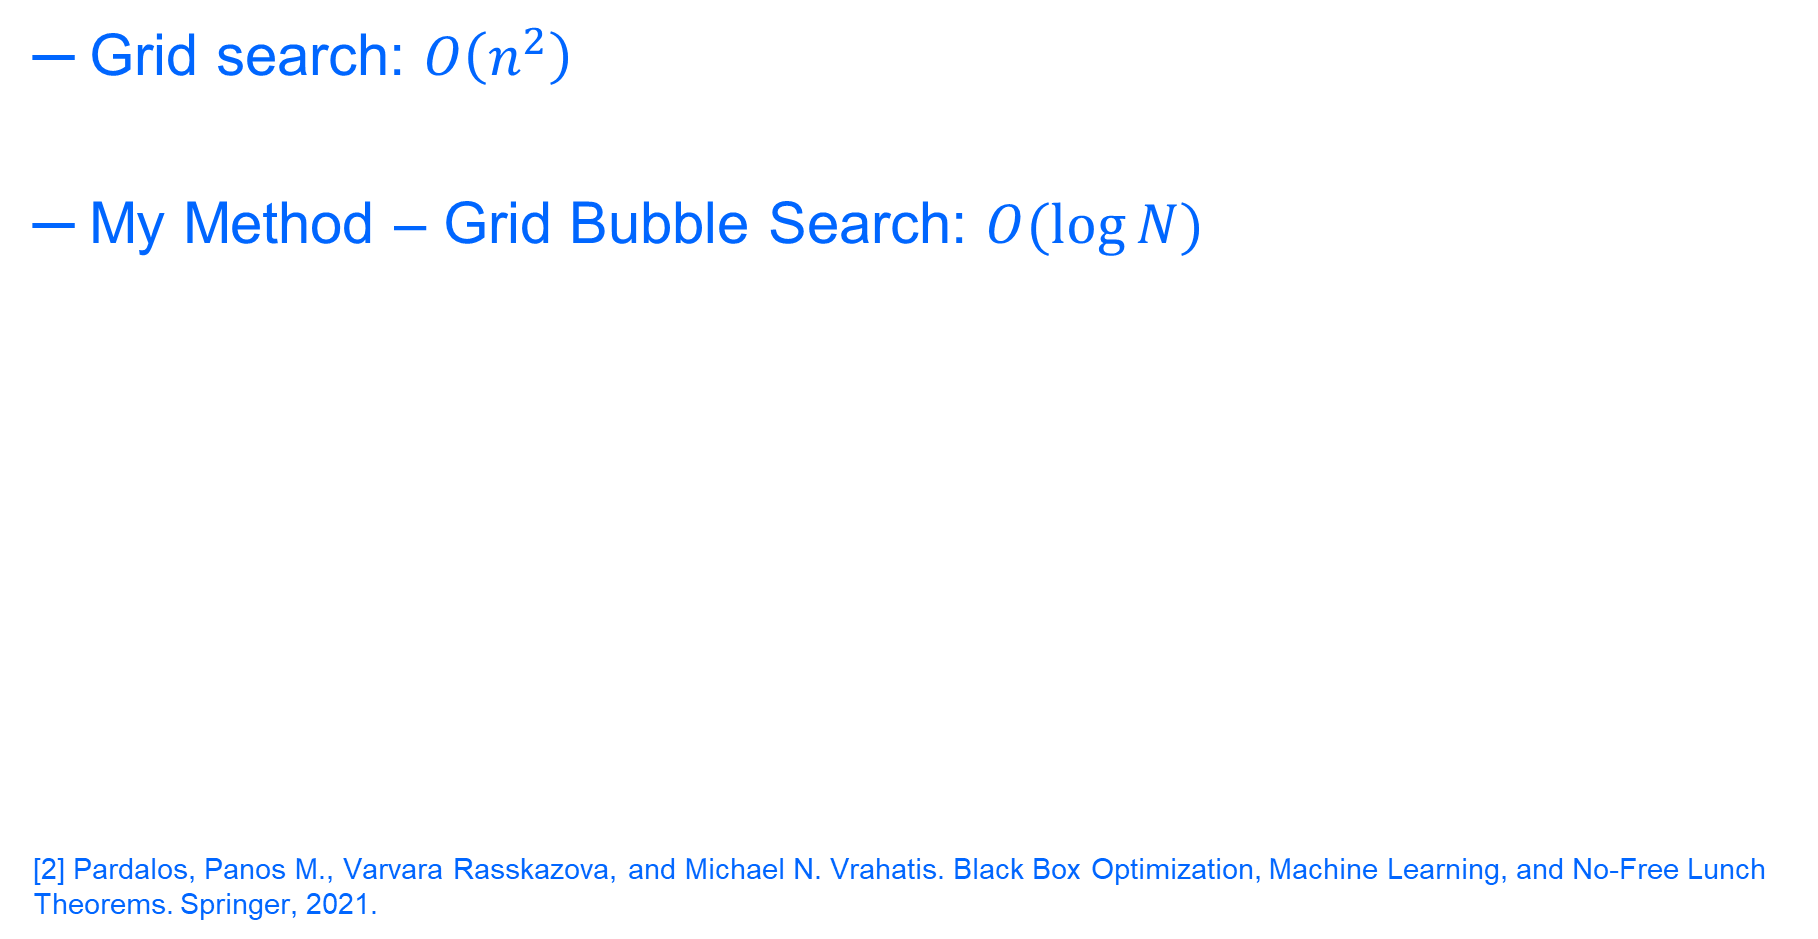 — Grid search: 𝑂(𝑛²)
— My Method – Grid Bubble Search: 𝑂(log 𝑁)
[2] Pardalos, Panos M., Varvara Rasskazova, and Michael N. Vrahatis. Black Box Optimization, Machine Learning, and No-Free Lunch
Theorems. Springer, 2021.